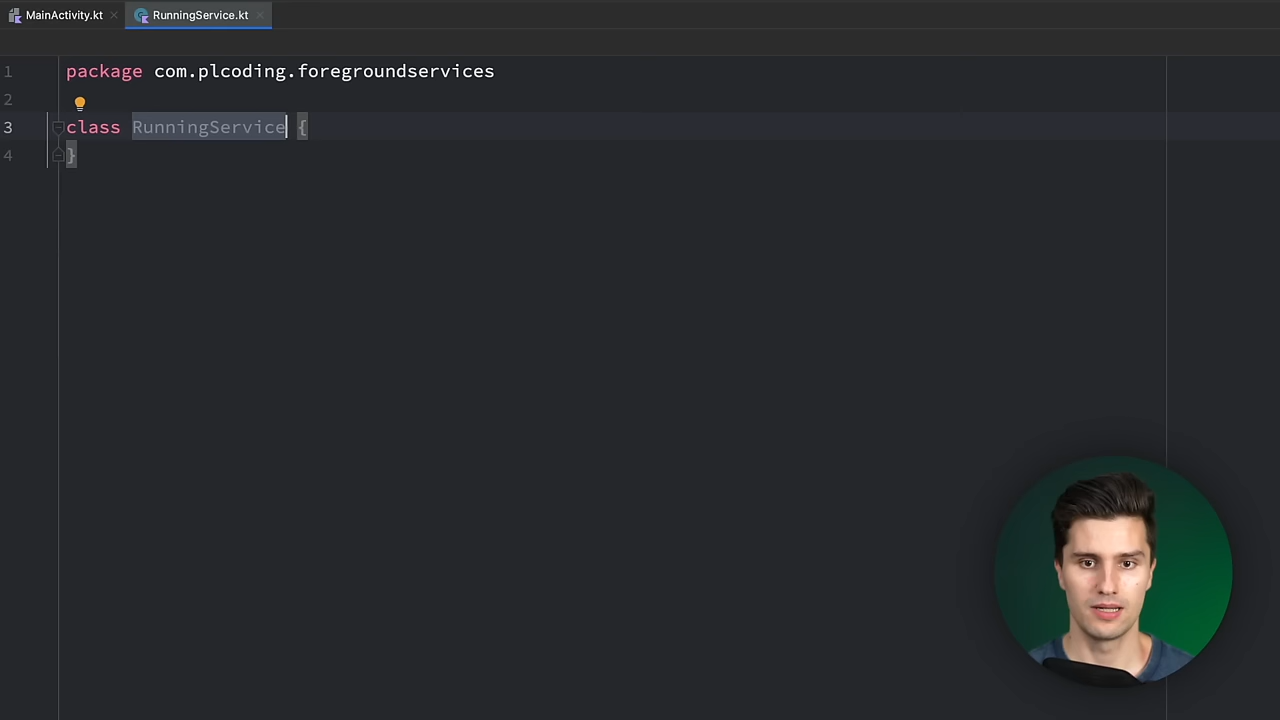 MainActivity.kt
RunningService.kt
1 package com.plcoding.foregroundservices
2
3 class RunningService {
4 }